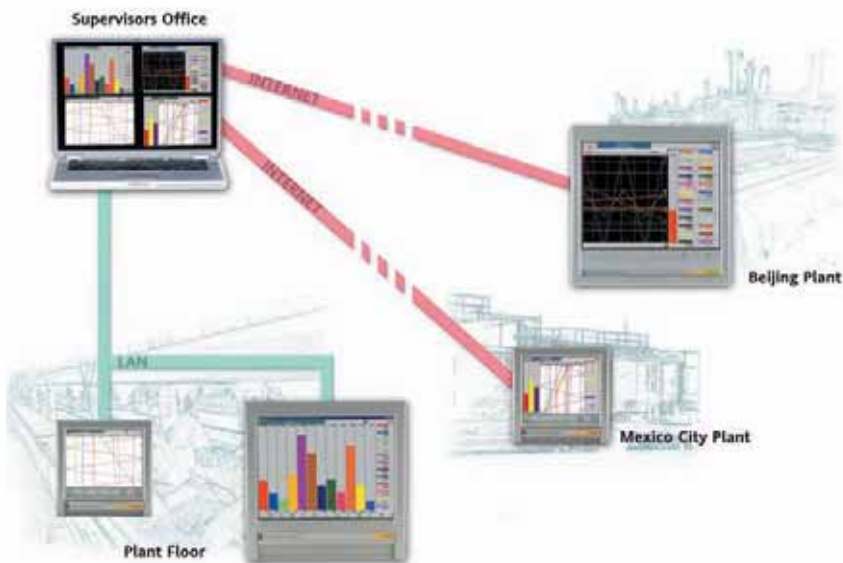 Supervisors Office
INTERNET
INTERNET
Beijing Plant
LAN
Mexico City Plant
Plant Floor